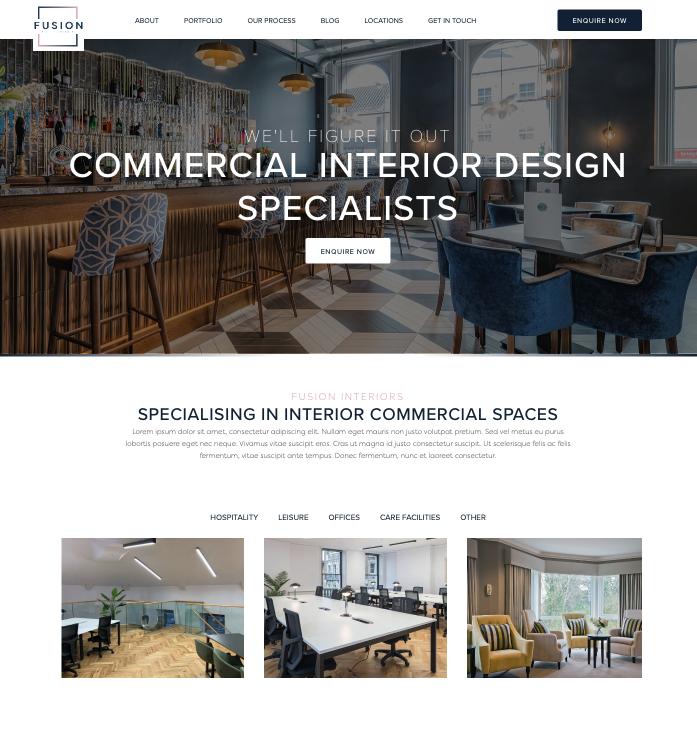 FUSION
ABOUT
PORTFOLIO
OUR PROCESS
BLOG
LOCATIONS
GET IN TOUCH
ENQUIRE NOW
WE'LL FIGURE IT OUT
COMMERCIAL INTERIOR DESIGN
SPECIALISTS
ENQUIRE NOW
FUSION INTERIORS
SPECIALISING IN INTERIOR COMMERCIAL SPACES
Lorem ipsum dolor sit amet, consectetur adipiscing elit. Nullam eget mauris non justo volutpat pretium. Sed vel metus eu purus
lobortis posuere eget nec neque. Vivamus vitae suscipit eros. Cras ut magna id justo consectetur suscipit. Ut scelerisque felis ac felis
fermentum, vitae suscipit ante tempus. Donec fermentum, nunc et laoreet consectetur.
HOSPITALITY
LEISURE
OFFICES
CARE FACILITIES
OTHER